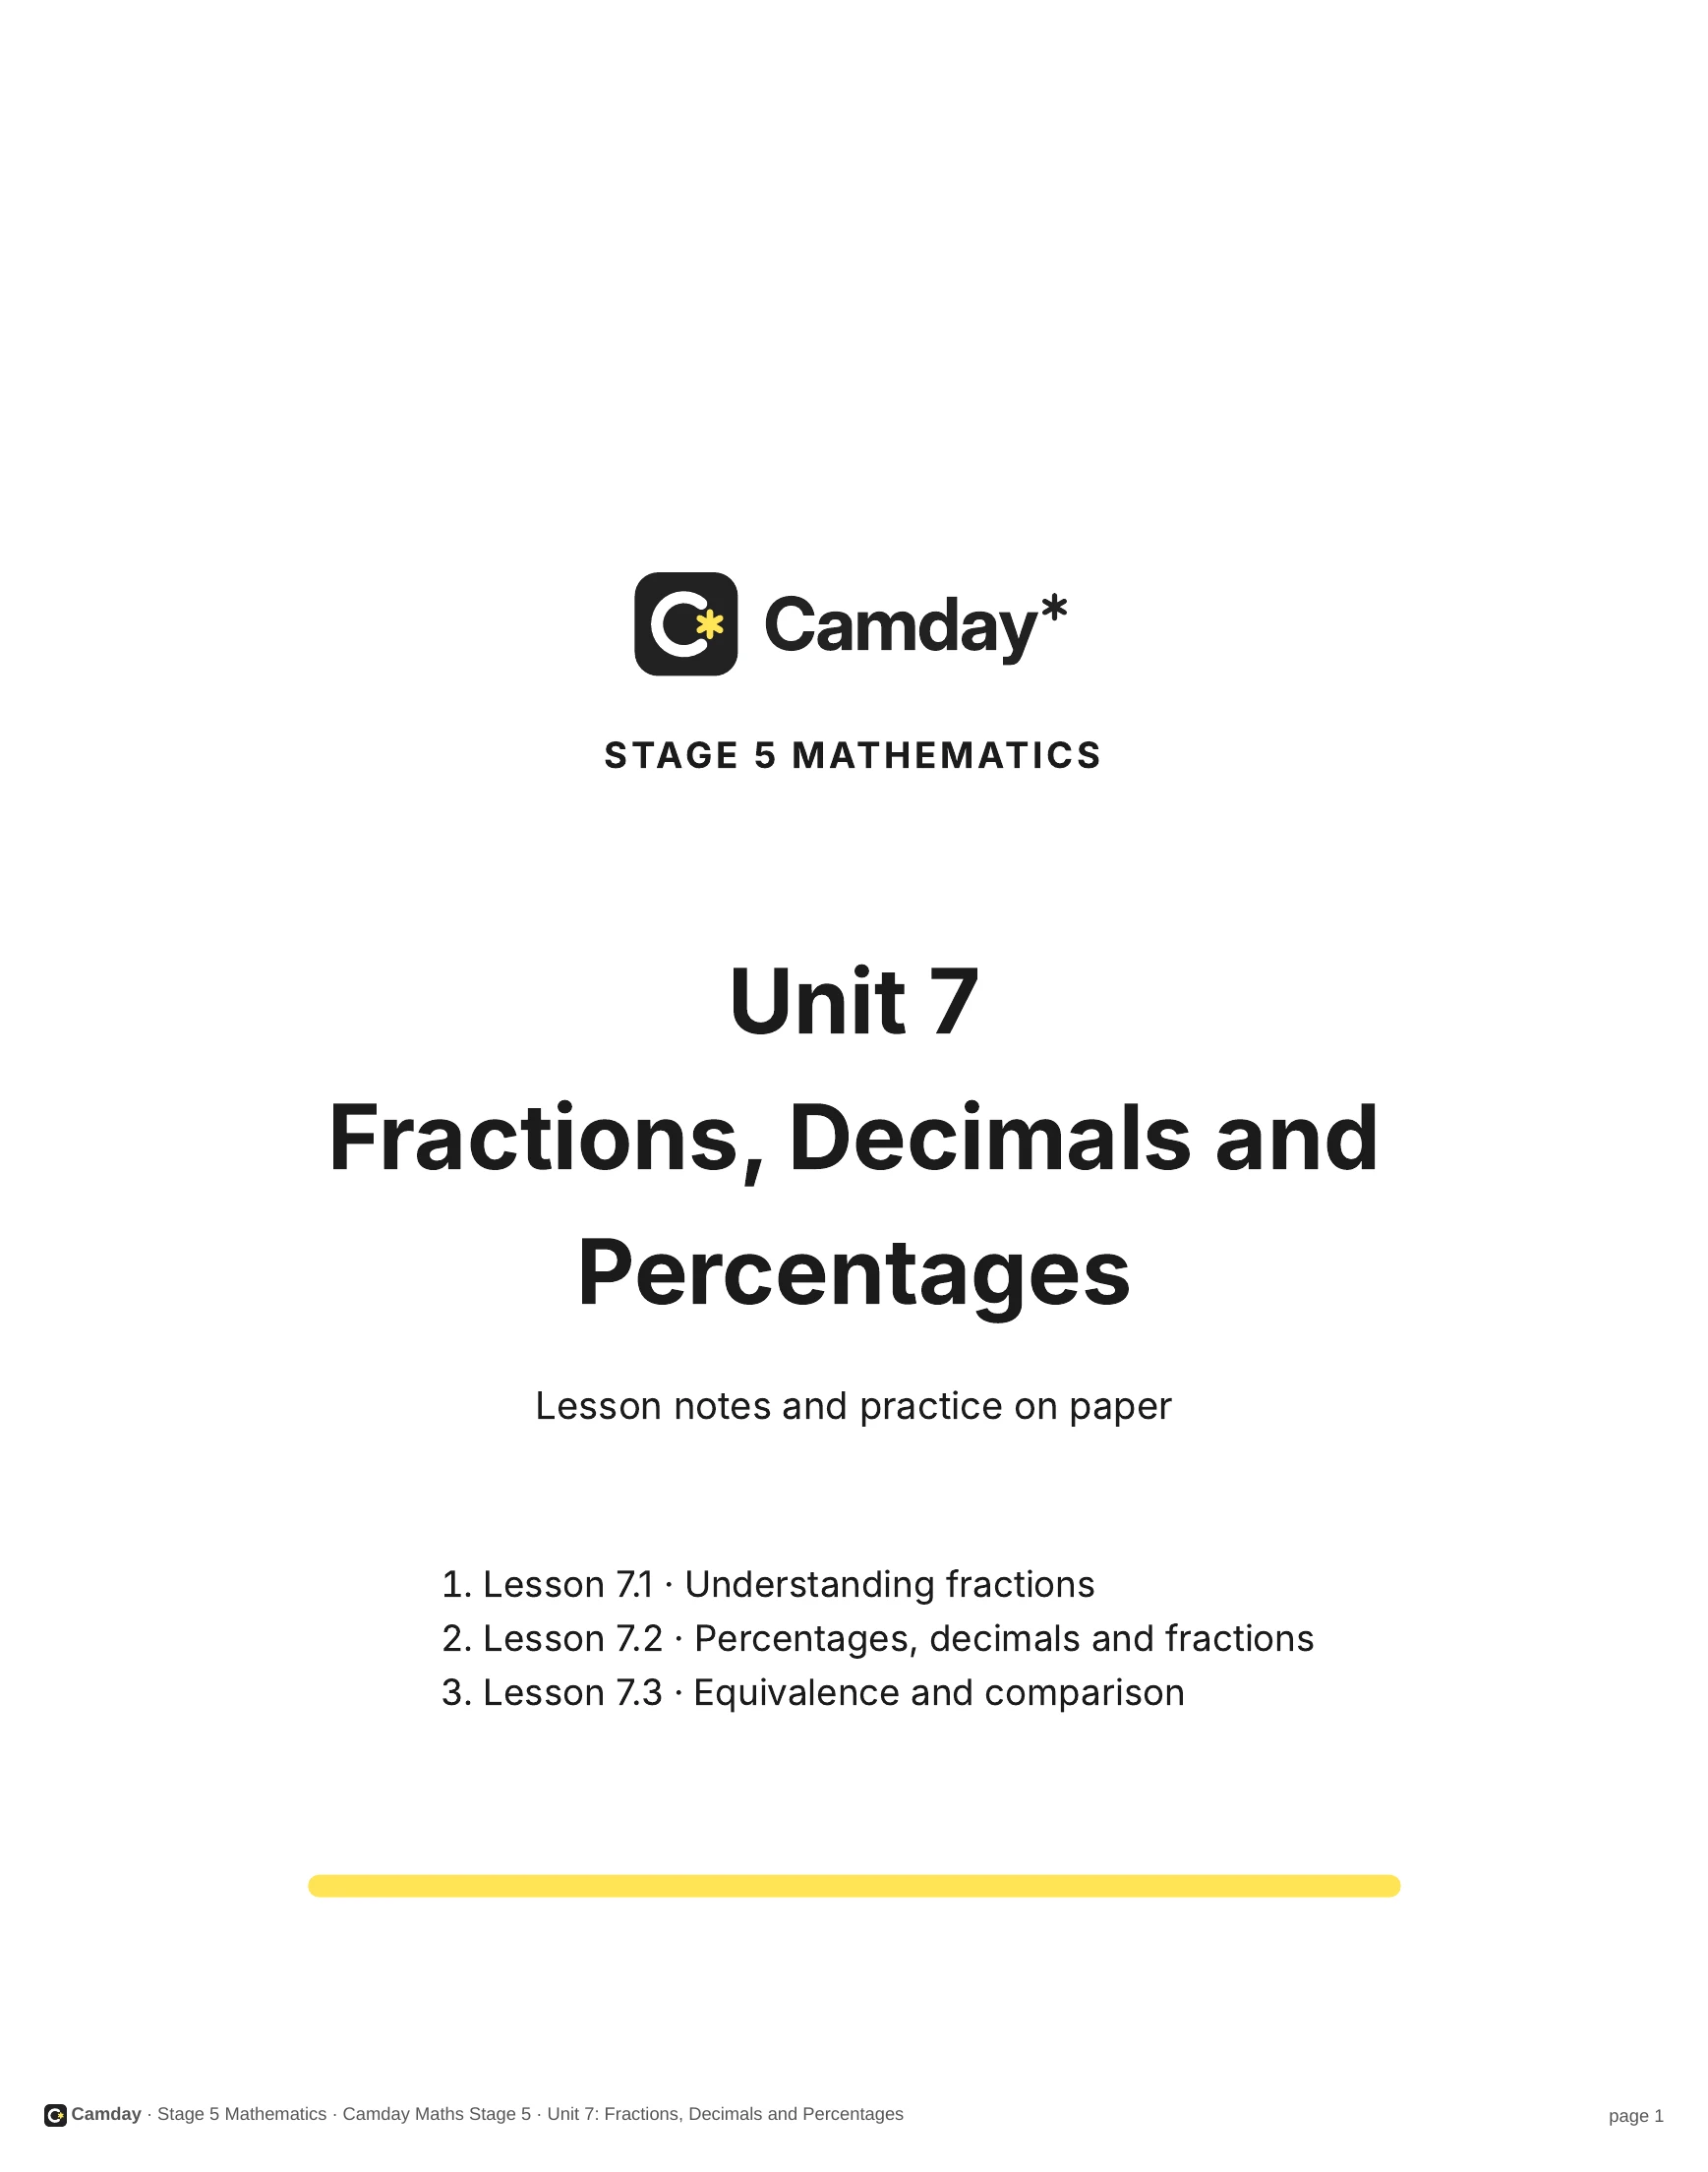 Camday*
STAGE 5 MATHEMATICS
Unit 7
Fractions, Decimals and
Percentages
Lesson notes and practice on paper
1. Lesson 7.1 · Understanding fractions
2. Lesson 7.2 · Percentages, decimals and fractions
3. Lesson 7.3 · Equivalence and comparison
Camday · Stage 5 Mathematics · Camday Maths Stage 5 · Unit 7: Fractions, Decimals and Percentages
page 1